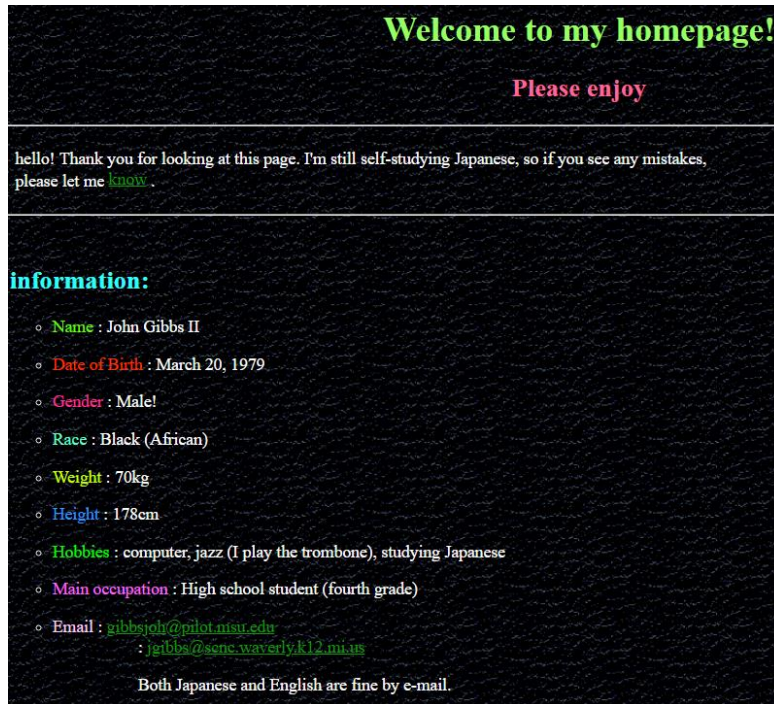 Welcome to my homepage!
Please enjoy
hello! Thank you for looking at this page. I'm still self-studying Japanese, so if you see any mistakes,
please let me know .
information:
Name : John Gibbs II
Date of Birth : March 20, 1979
Gender : Male!
Race : Black (African)
Weight : 70kg
Height : 178cm
Hobbies : computer, jazz (I play the trombone), studying Japanese
Main occupation : High school student (fourth grade)
Email : gibbsjoh@pilot.msu.edu
: jgibbs@scnc.waverly.k12.mi.us
Both Japanese and English are fine by e-mail.